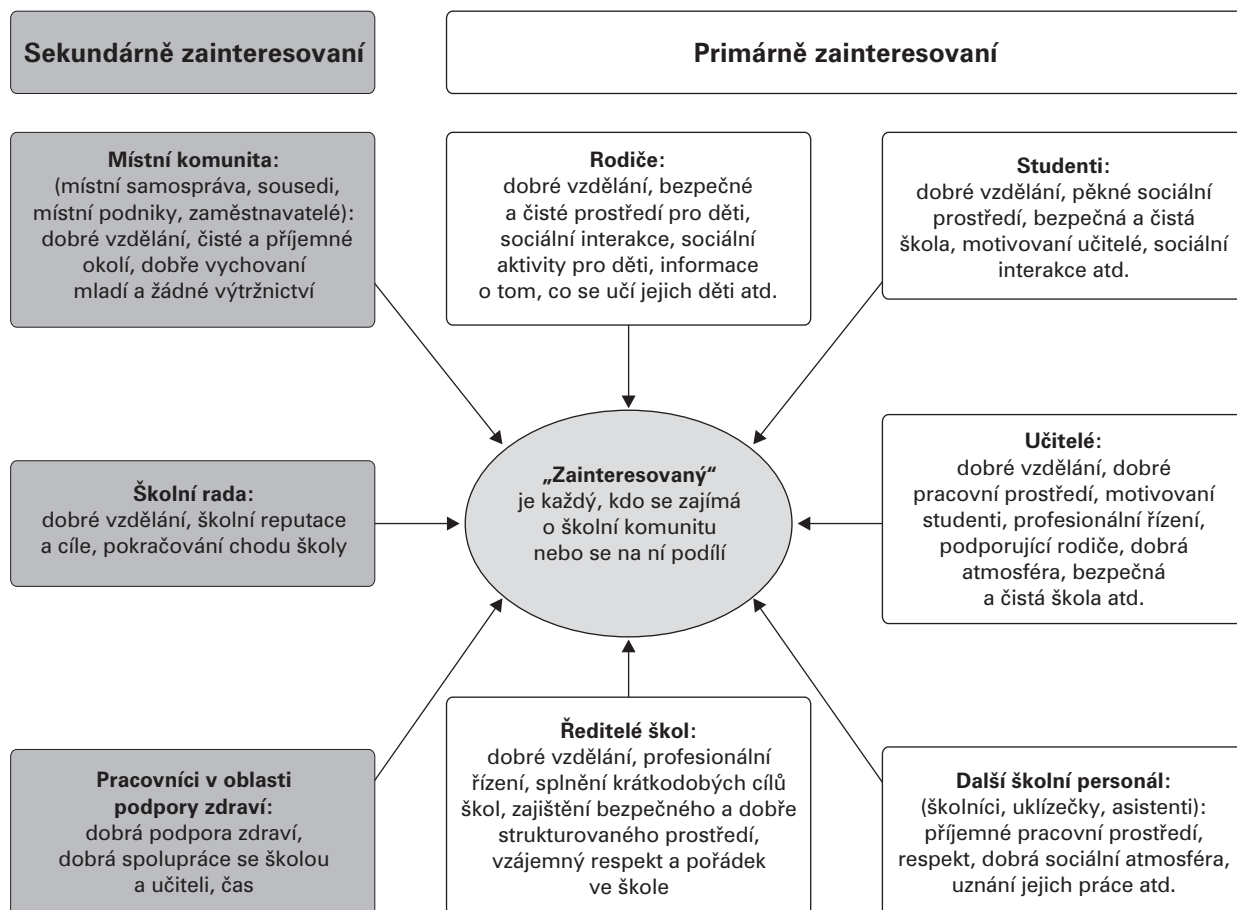 Sekundárně zainteresovaní
Primárně zainteresovaní
Místní komunita:
(místní samospráva, sousedi,
místní podniky, zaměstnavatelé):
dobré vzdělání, čisté a příjemné
okolí, dobře vychovaní
mladí a žádné výtržnictví
Rodiče:
dobré vzdělání, bezpečné
a čisté prostředí pro děti,
sociální interakce, sociální
aktivity pro děti, informace
o tom, co se učí jejich děti atd.
Studenti:
dobré vzdělání, pěkné sociální
prostředí, bezpečná a čistá
škola, motivovaní učitelé, sociální
interakce atd.
Školní rada:
dobré vzdělání, školní reputace
a cíle, pokračování chodu školy
„Zainteresovaný“
je každý, kdo se zajímá
o školní komunitu
nebo se na ní podílí
Učitelé:
dobré vzdělání, dobré
pracovní prostředí, motivovaní
studenti, profesionální řízení,
podporující rodiče, dobrá
atmosféra, bezpečná
a čistá škola atd.
Pracovníci v oblasti
podpory zdraví:
dobrá podpora zdraví,
dobrá spolupráce se školou
a učiteli, čas
Ředitelé škol:
dobré vzdělání, profesionální
řízení, splnění krátkodobých cílů
škol, zajištění bezpečného a dobře
strukturovaného prostředí,
vzájemný respekt a pořádek
ve škole
Další školní personál:
(školníci, uklízečky, asistenti):
příjemné pracovní prostředí,
respekt, dobrá sociální atmosféra,
uznání jejich práce atd.